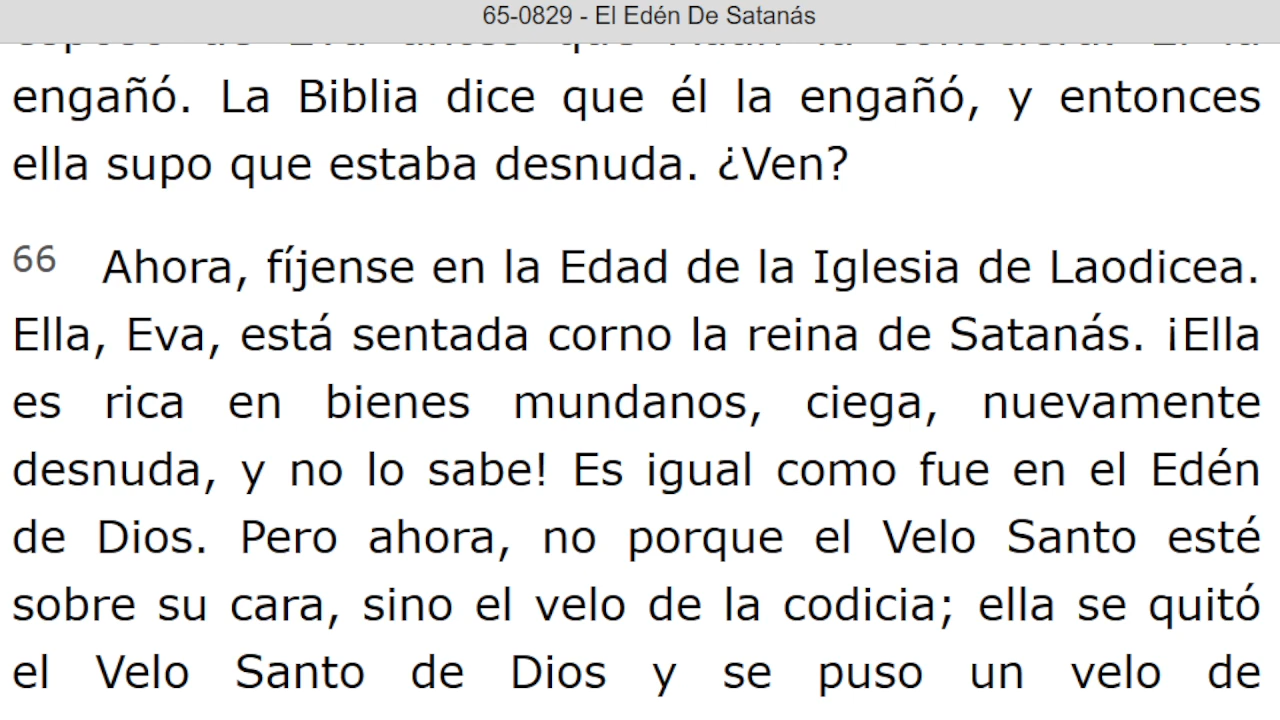 65-0829 - El Edén De Satanás
engañó. La Biblia dice que él la engañó, y entonces
ella supo que estaba desnuda. ¿Ven?
66 Ahora, fíjense en la Edad de la Iglesia de Laodicea.
Ella, Eva, está sentada corno la reina de Satanás. ¡Ella
es rica en bienes mundanos, ciega, nuevamente
desnuda, y no lo sabe! Es igual como fue en el Edén
de Dios. Pero ahora, no porque el Velo Santo esté
sobre su cara, sino el velo de la codicia; ella se quitó
el Velo Santo de Dios y se puso un velo de